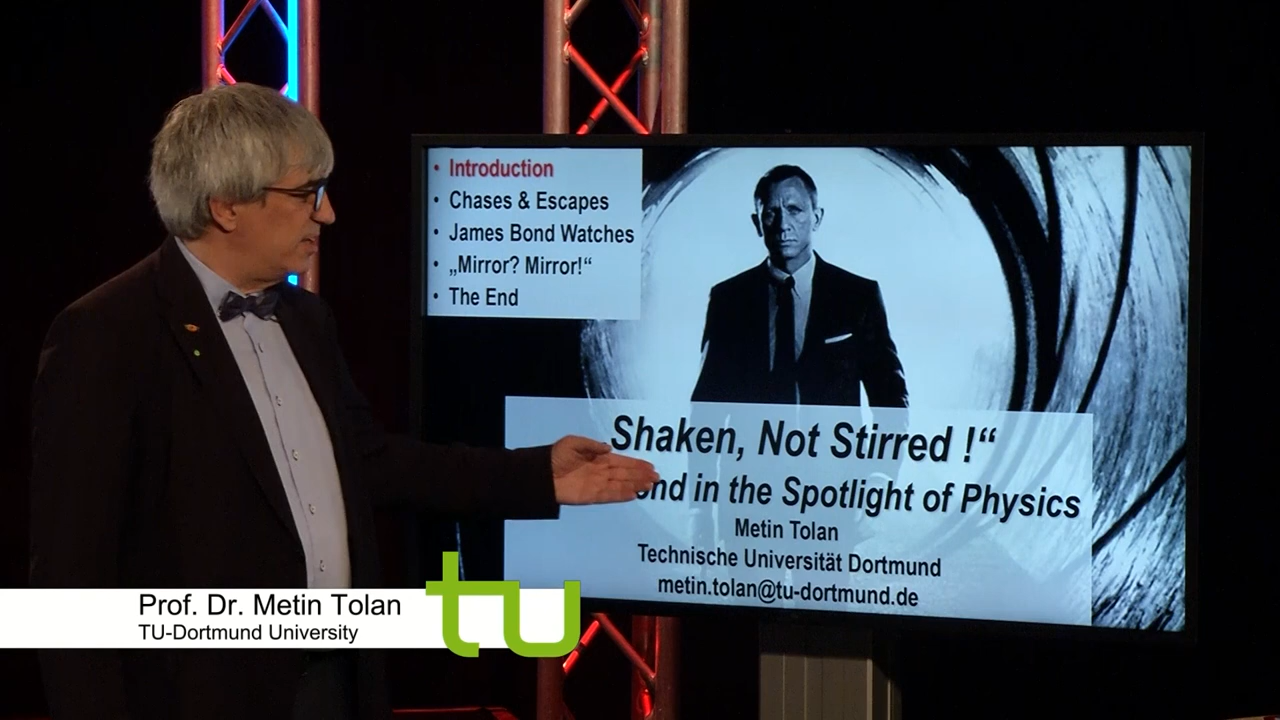 • Introduction
• Chases & Escapes
• James Bond Watches
• „Mirror? Mirror!“
• The End
Shaken, Not Stirred !“
ond in the Spotlight of Physics
Metin Tolan
Technische Universität Dortmund
metin.tolan@tu-dortmund.de
Prof. Dr. Metin Tolan
TU-Dortmund University
tu